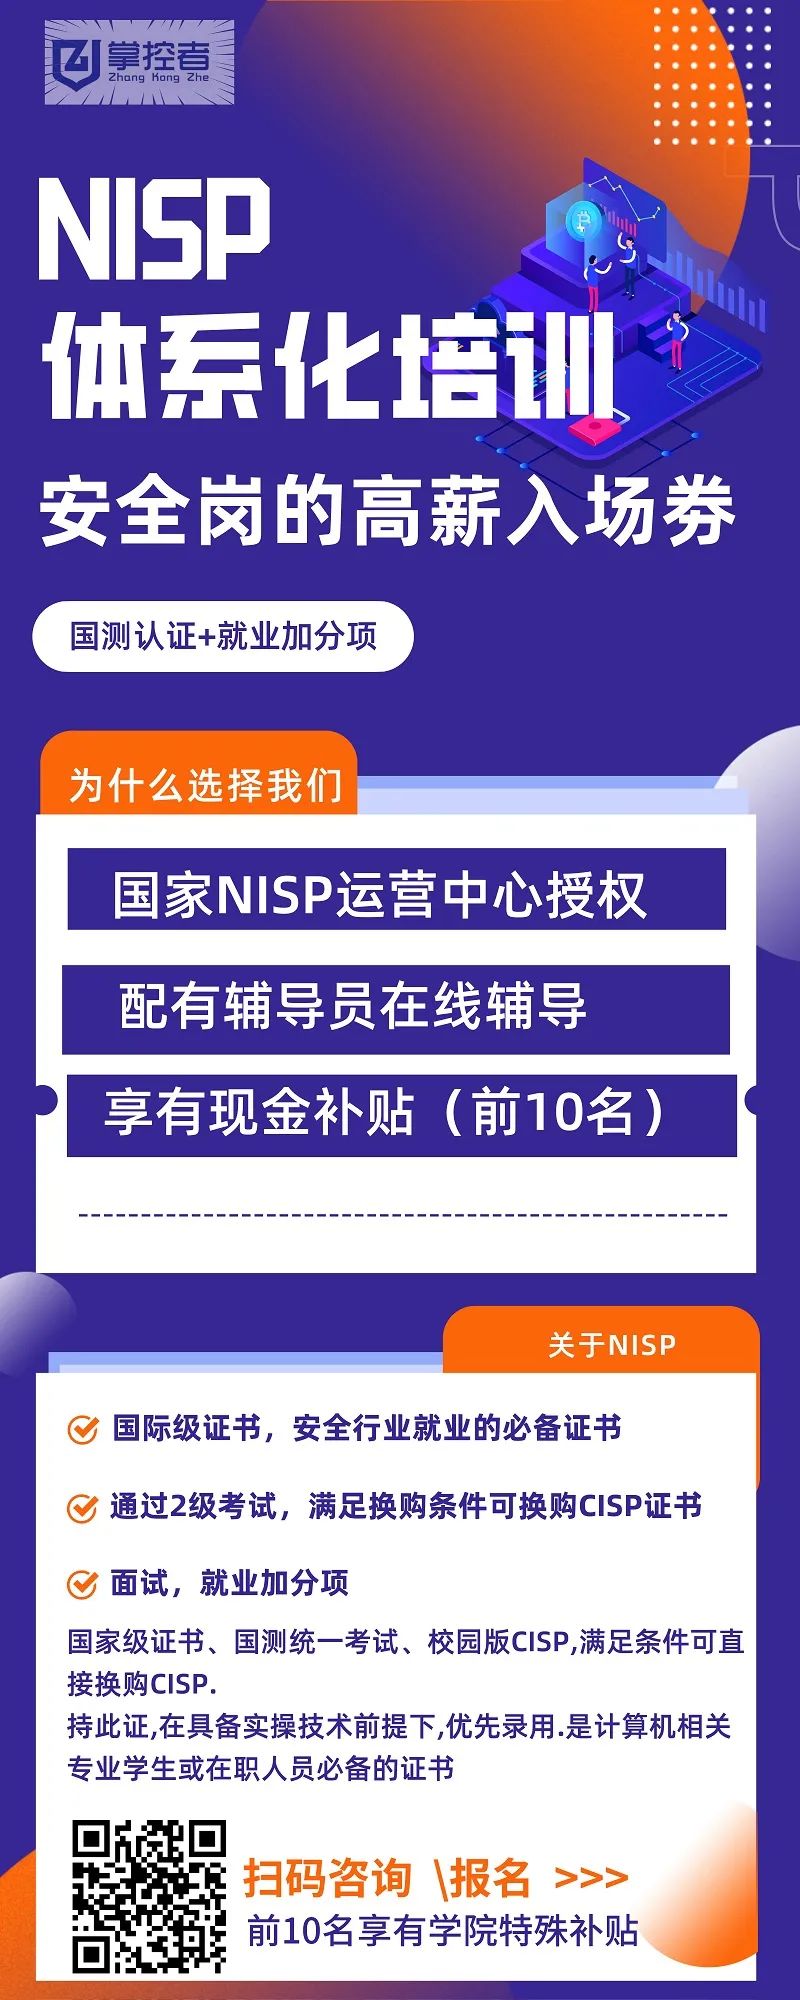 掌控者
Zhang Kong Zhe
NISP
体系化培训
安全岗的高薪入场券
国测认证+就业加分项
为什么选择我们
国家NISP运营中心授权
配有辅导员在线辅导
享有现金补贴（前10名）
关于NISP
国际级证书，安全行业就业的必备证书
通过2级考试，满足换购条件可换购CISP证书
面试，就业加分项
国家级证书、国测统一考试、校园版CISP,满足条件可直
接换购CISP.
持此证,在具备实操技术前提下,优先录用.是计算机相关
专业学生或在职人员必备的证书
扫码咨询 \报名 >>>
前10名享有学院特殊补贴